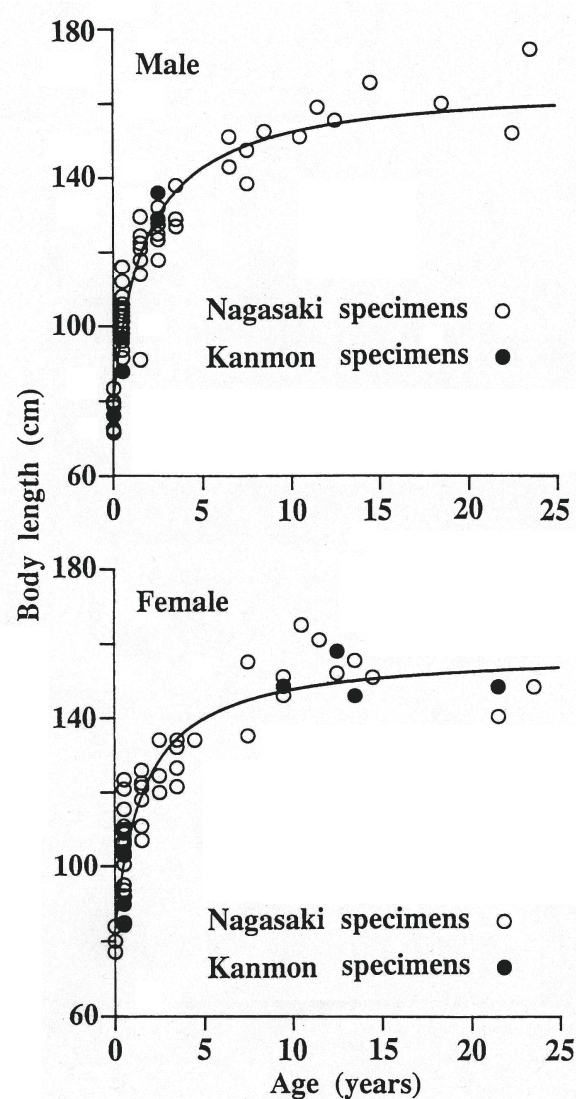 180
Male
140
Nagasaki specimens
100
Kanmon specimens
60
0 5 10 15 20 25
Body length (cm)
180
Female
140
100
Nagasaki specimens
Kanmon specimens
60
0 5 10 15 20 25
Age (years)